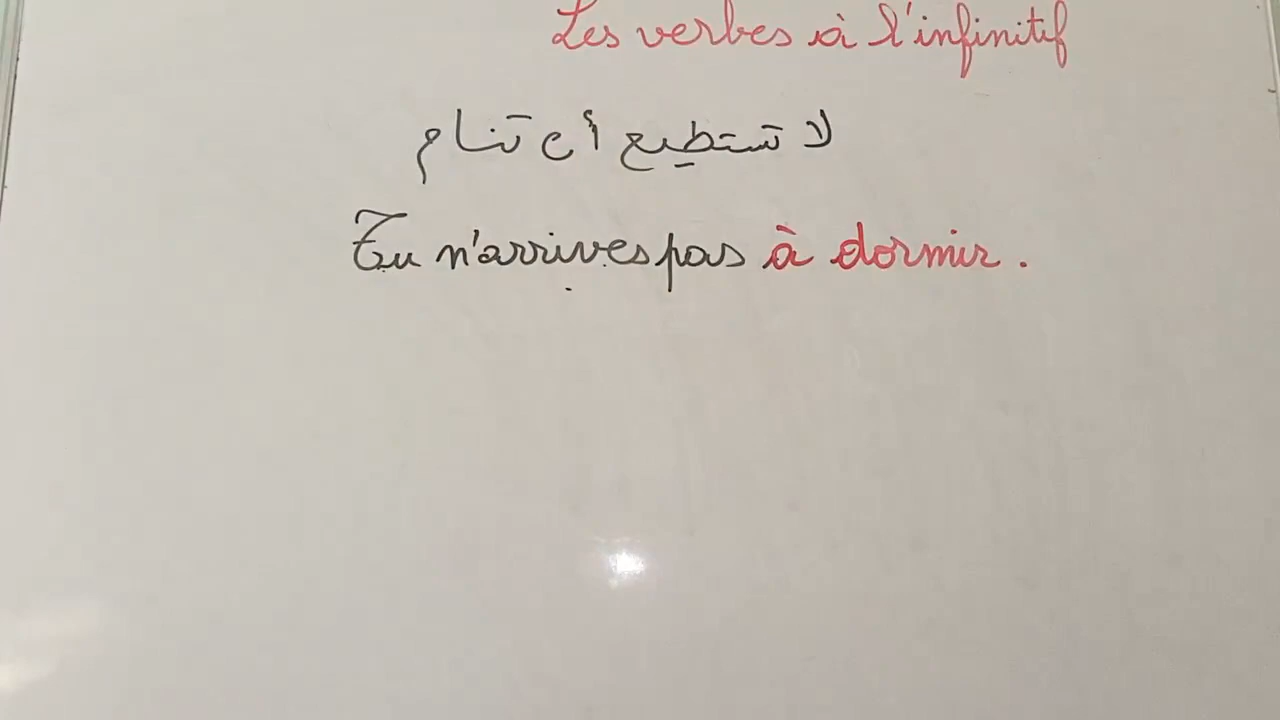 Les verbes à l'infinitif
لا تستطيع أن تنام
Tu n'arrives pas à dormir.